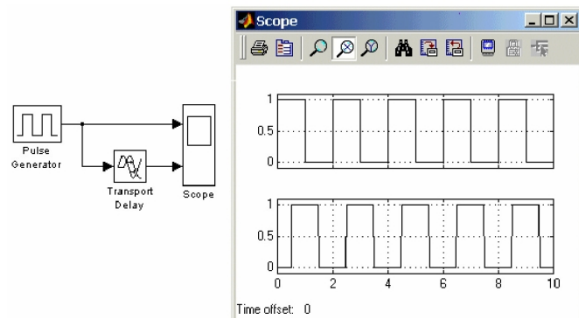 Scope
Pulse
Generator
Transport
Delay
Scope
1
0.5
0
1
0.5
0
0 2 4 6 8 10
Time offset: 0